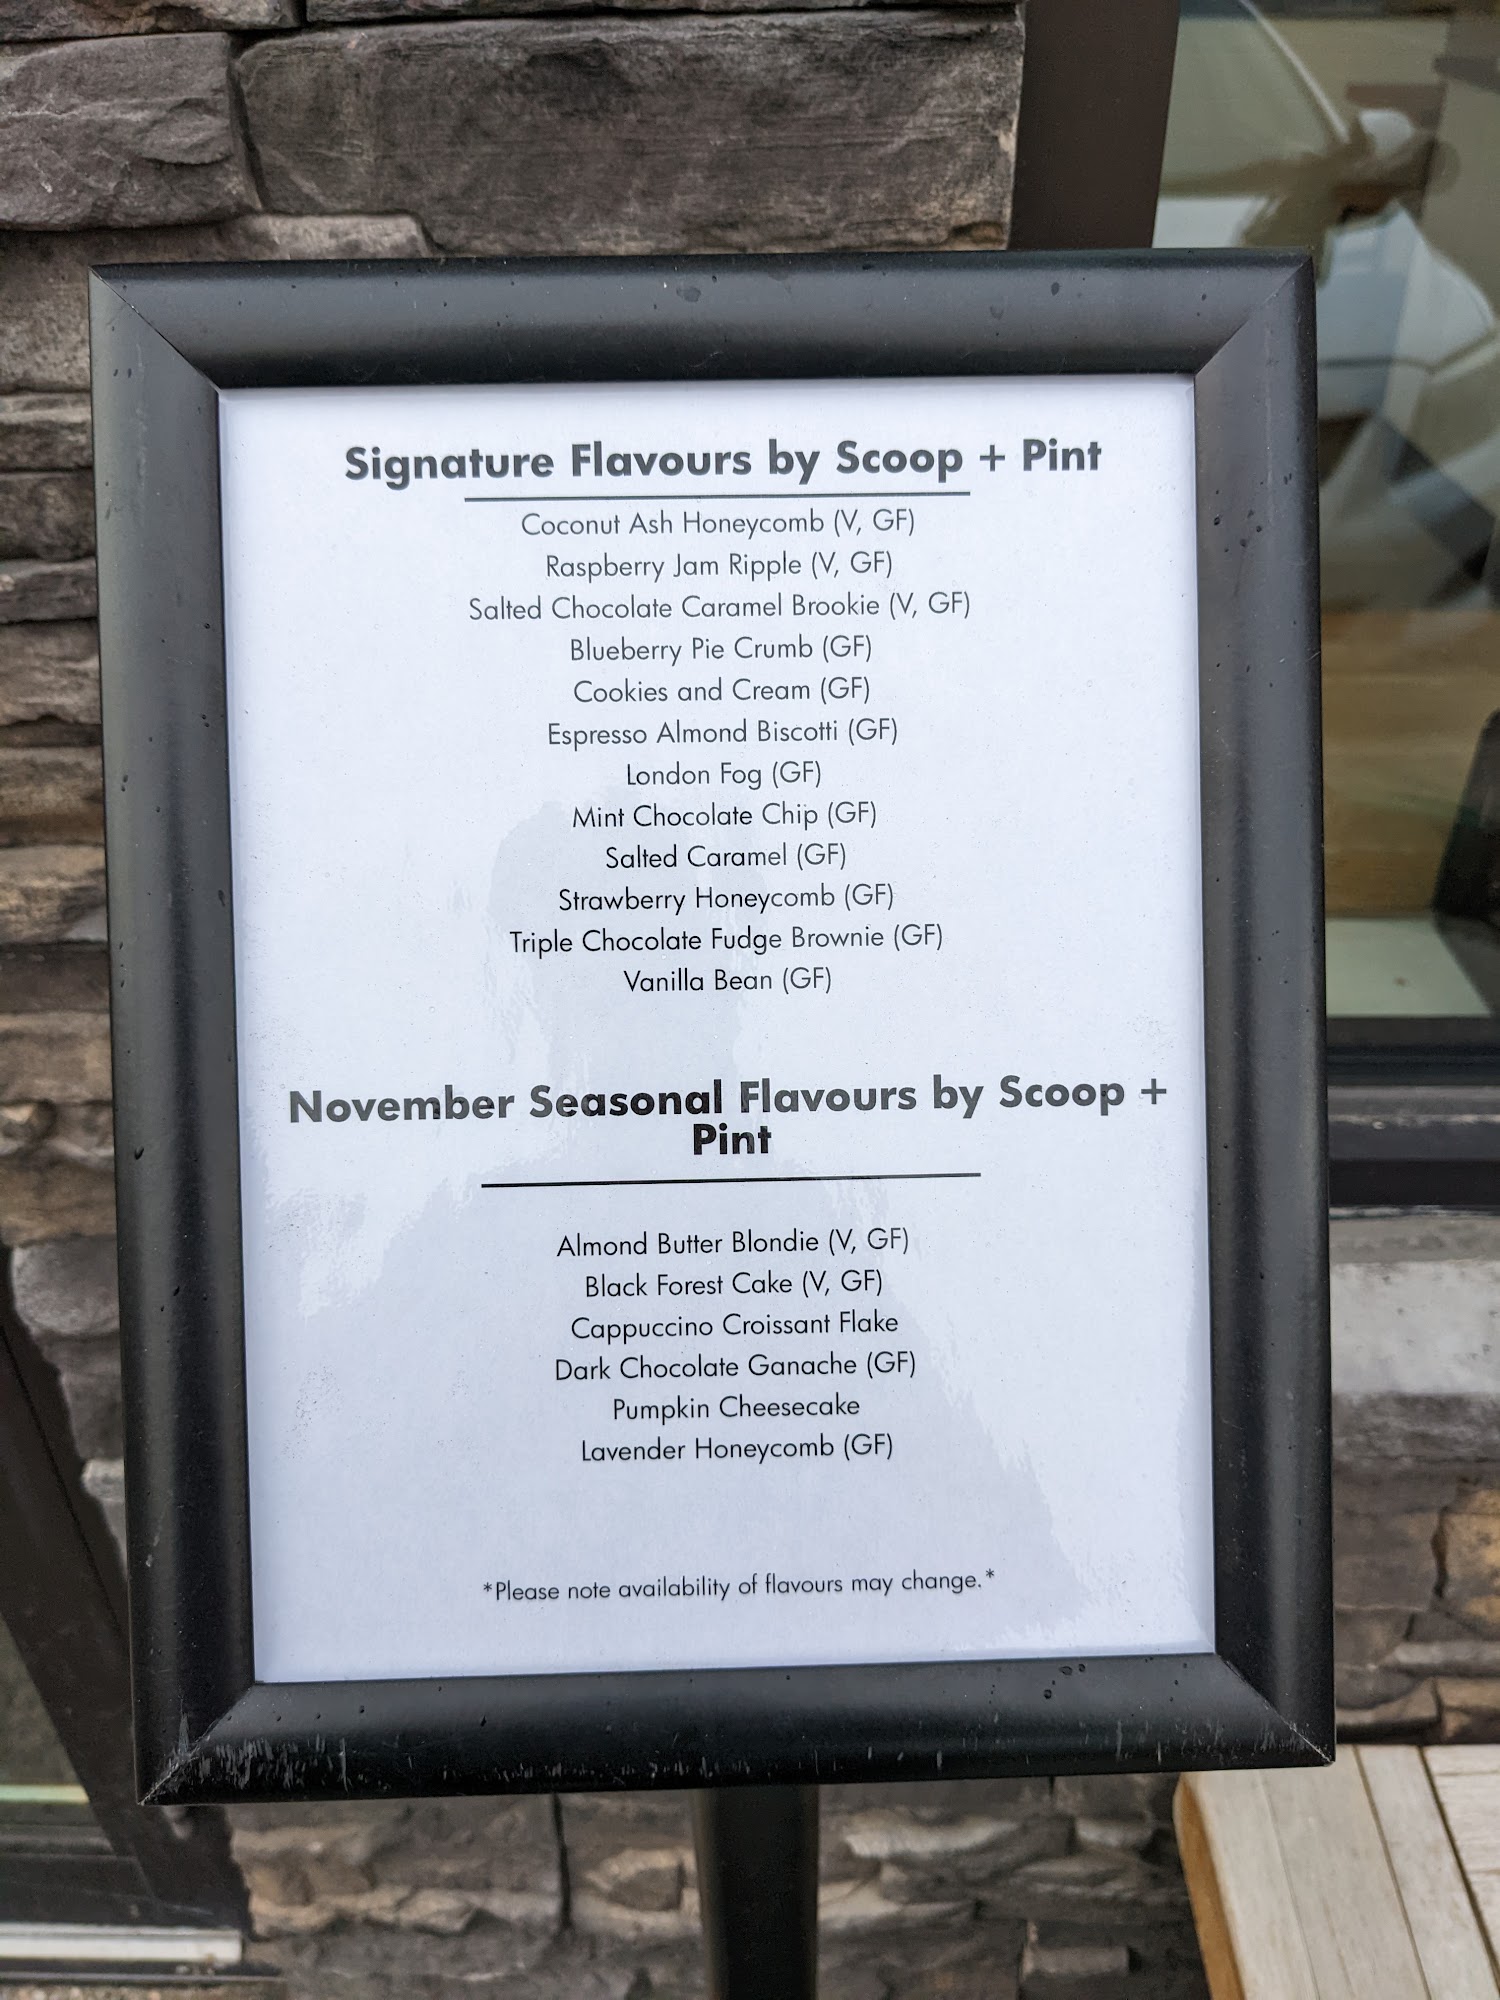 Signature Flavours by Scoop + Pint
Coconut Ash Honeycomb (V, GF)
Raspberry Jam Ripple (V, GF)
Salted Chocolate Caramel Brookie (V, GF)
Blueberry Pie Crumb (GF)
Cookies and Cream (GF)
Espresso Almond Biscotti (GF)
London Fog (GF)
Mint Chocolate Chip (GF)
Salted Caramel (GF)
Strawberry Honeycomb (GF)
Triple Chocolate Fudge Brownie (GF)
Vanilla Bean (GF)
November Seasonal Flavours by Scoop +
Pint
Almond Butter Blondie (V, GF)
Black Forest Cake (V, GF)
Cappuccino Croissant Flake
Dark Chocolate Ganache (GF)
Pumpkin Cheesecake
Lavender Honeycomb (GF)
*Please note availability of flavours may change.*